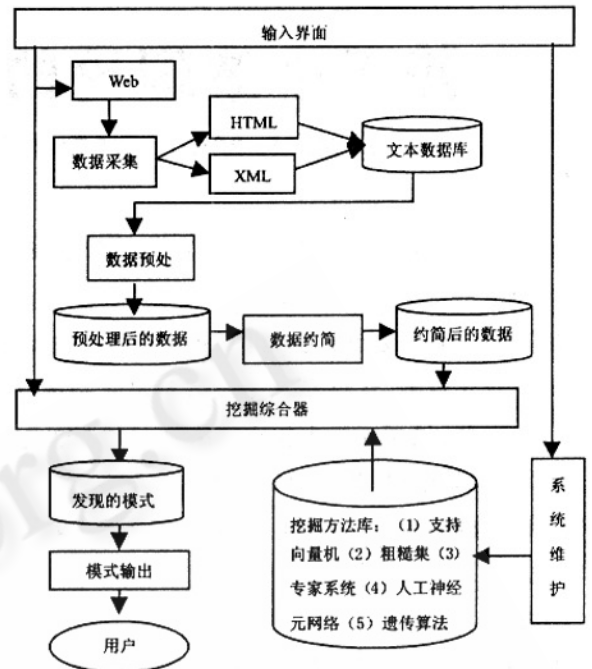 输入界面
Web
HTML
数据采集
文本数据库
XML
数据预处
预处理后的数据
数据约简
约简后的数据
挖掘综合器
发现的模式
模式输出
用户
挖掘方法库：（1）支持
向量机（2）粗糙集（3）
专家系统（4）人工神经
元网络（5）遗传算法
系
统
维
护
org.cn